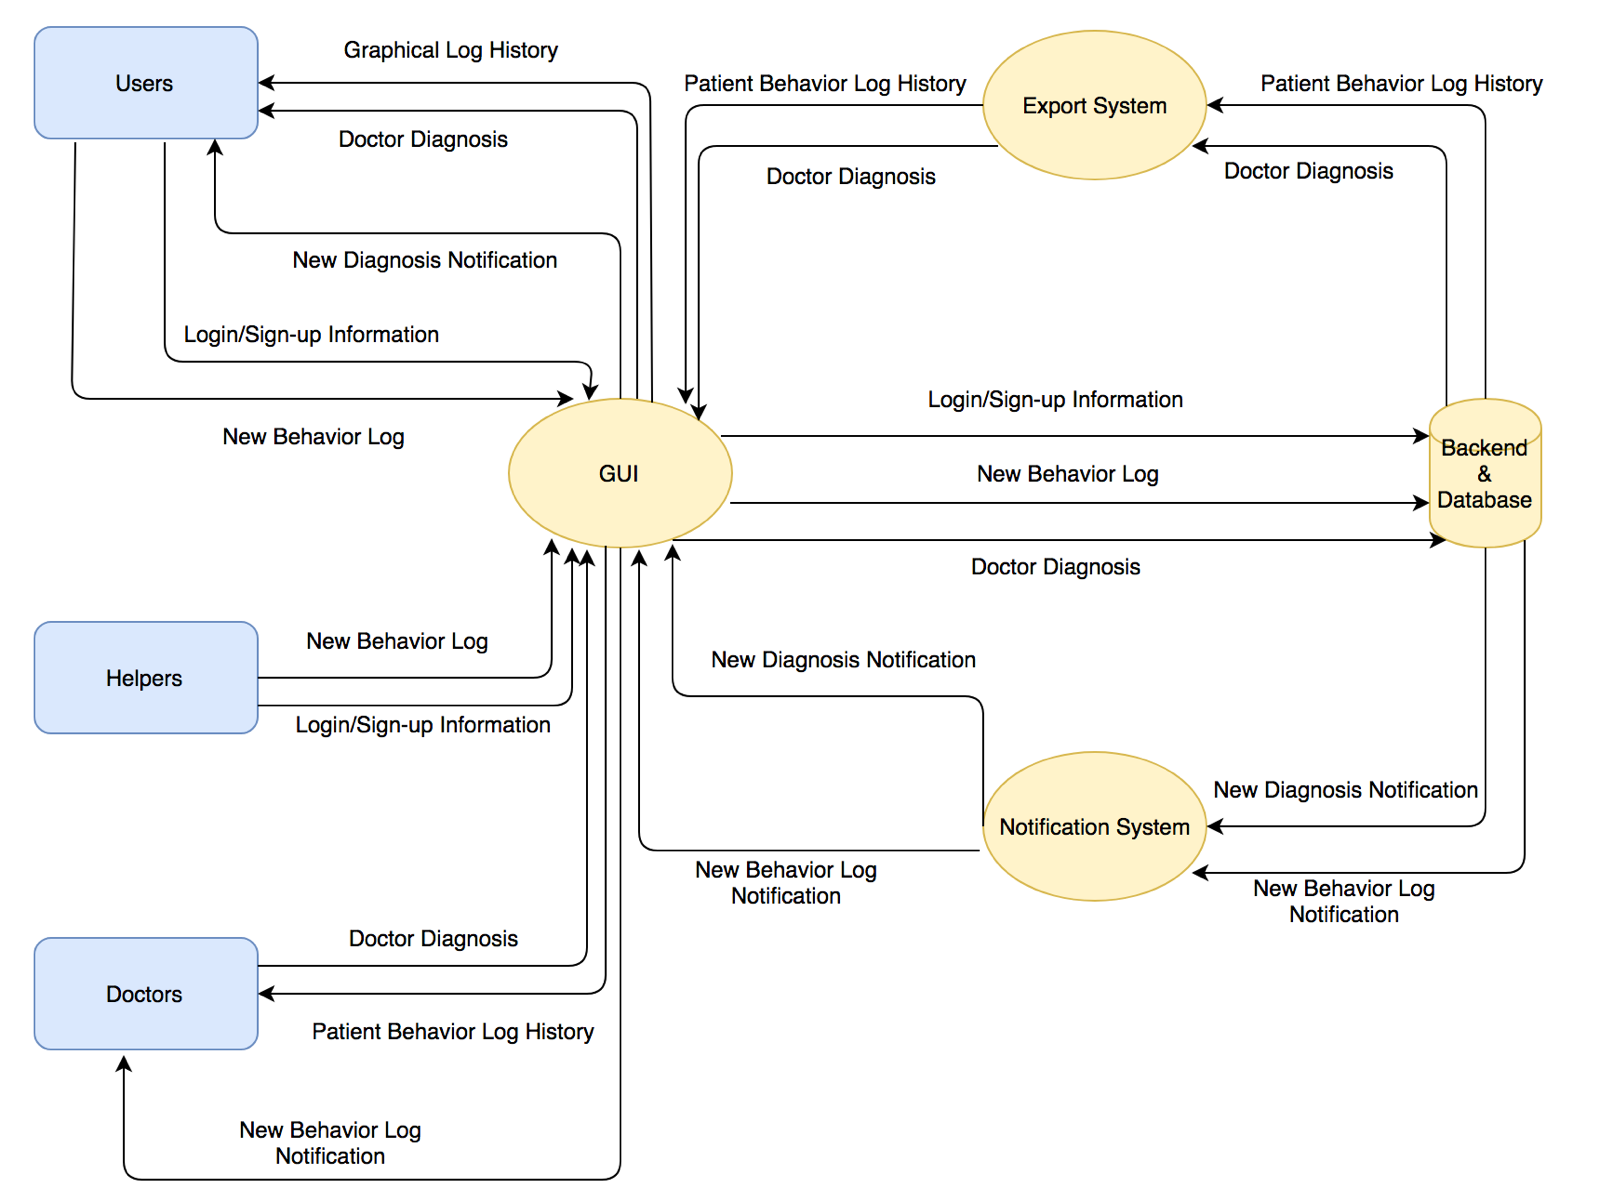 Graphical Log History
Users
Patient Behavior Log History
Export System
Patient Behavior Log History
Doctor Diagnosis
Doctor Diagnosis
Doctor Diagnosis
New Diagnosis Notification
Login/Sign-up Information
Login/Sign-up Information
New Behavior Log
GUI
New Behavior Log
Backend
&
Database
Doctor Diagnosis
New Behavior Log
Helpers
Login/Sign-up Information
New Diagnosis Notification
New Diagnosis Notification
Notification System
New Behavior Log
Notification
New Behavior Log
Notification
Doctor Diagnosis
Doctors
Patient Behavior Log History
New Behavior Log
Notification